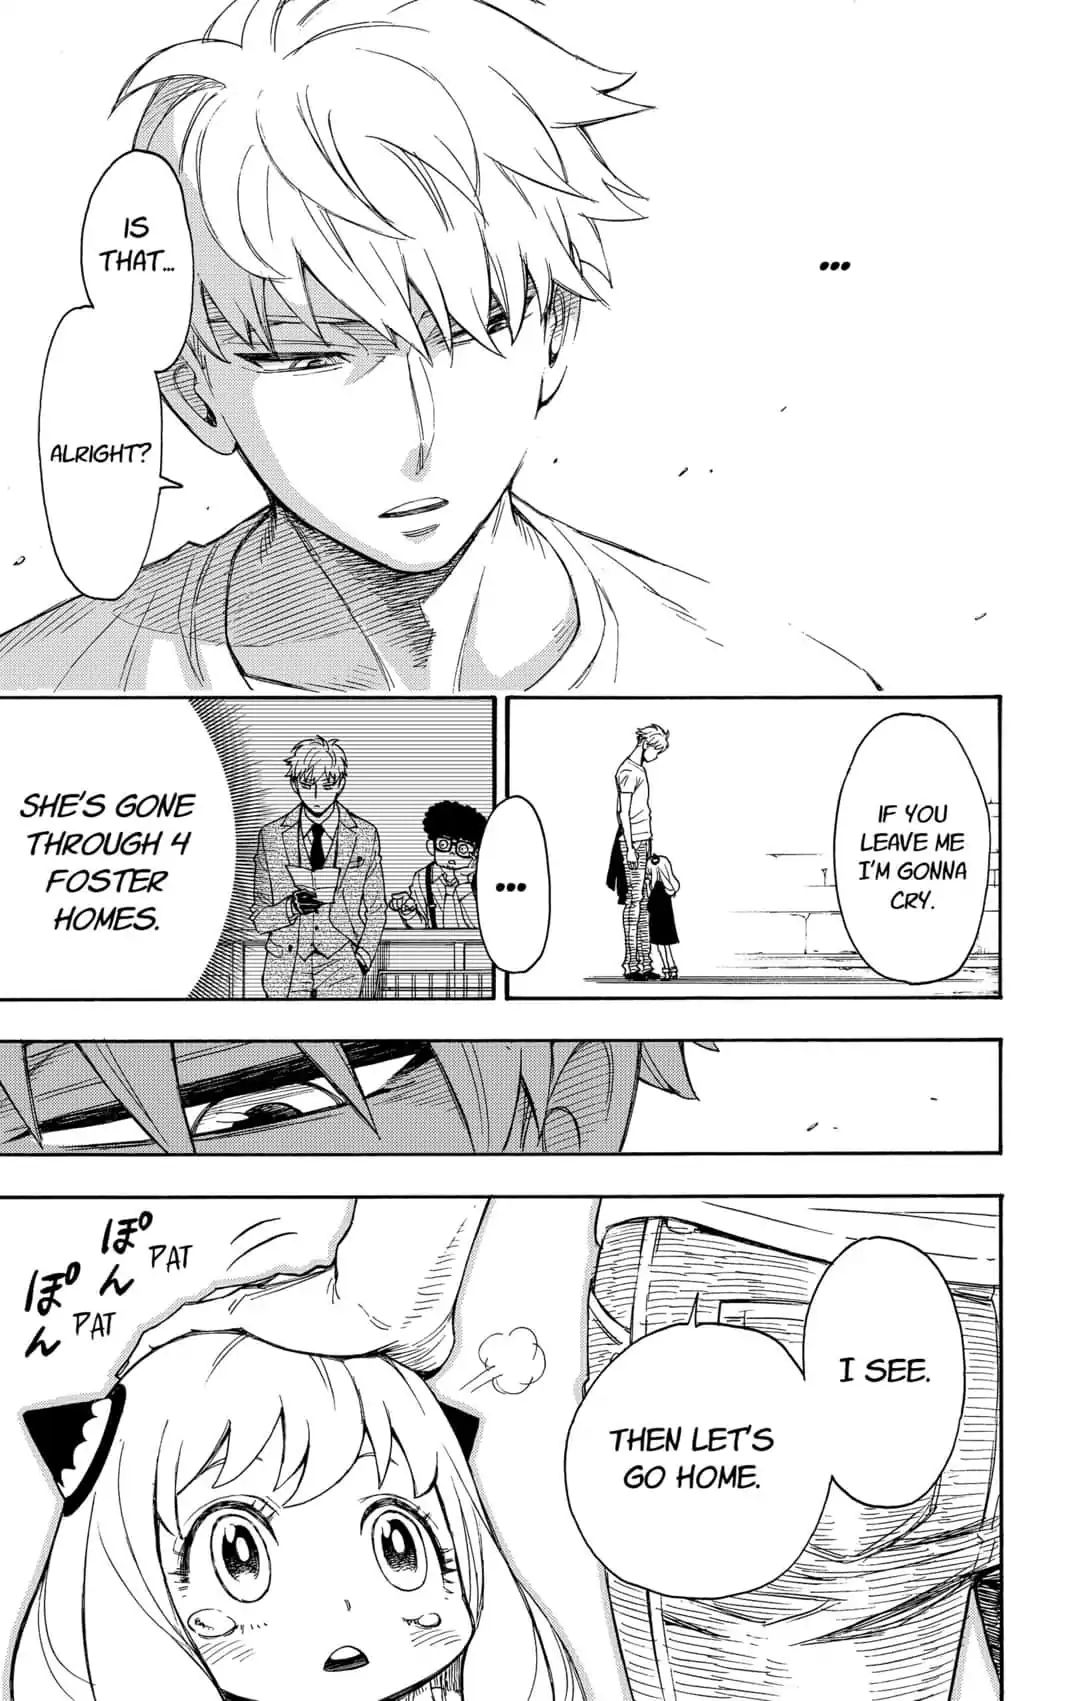 ...
IS
THAT...
ALRIGHT?
IF YOU
LEAVE ME
I'M GONNA
CRY.
...
SHE'S GONE
THROUGH 4
FOSTER
HOMES.
I SEE.
THEN LET'S
GO HOME.
ぽん
PAT
ぽん
PAT